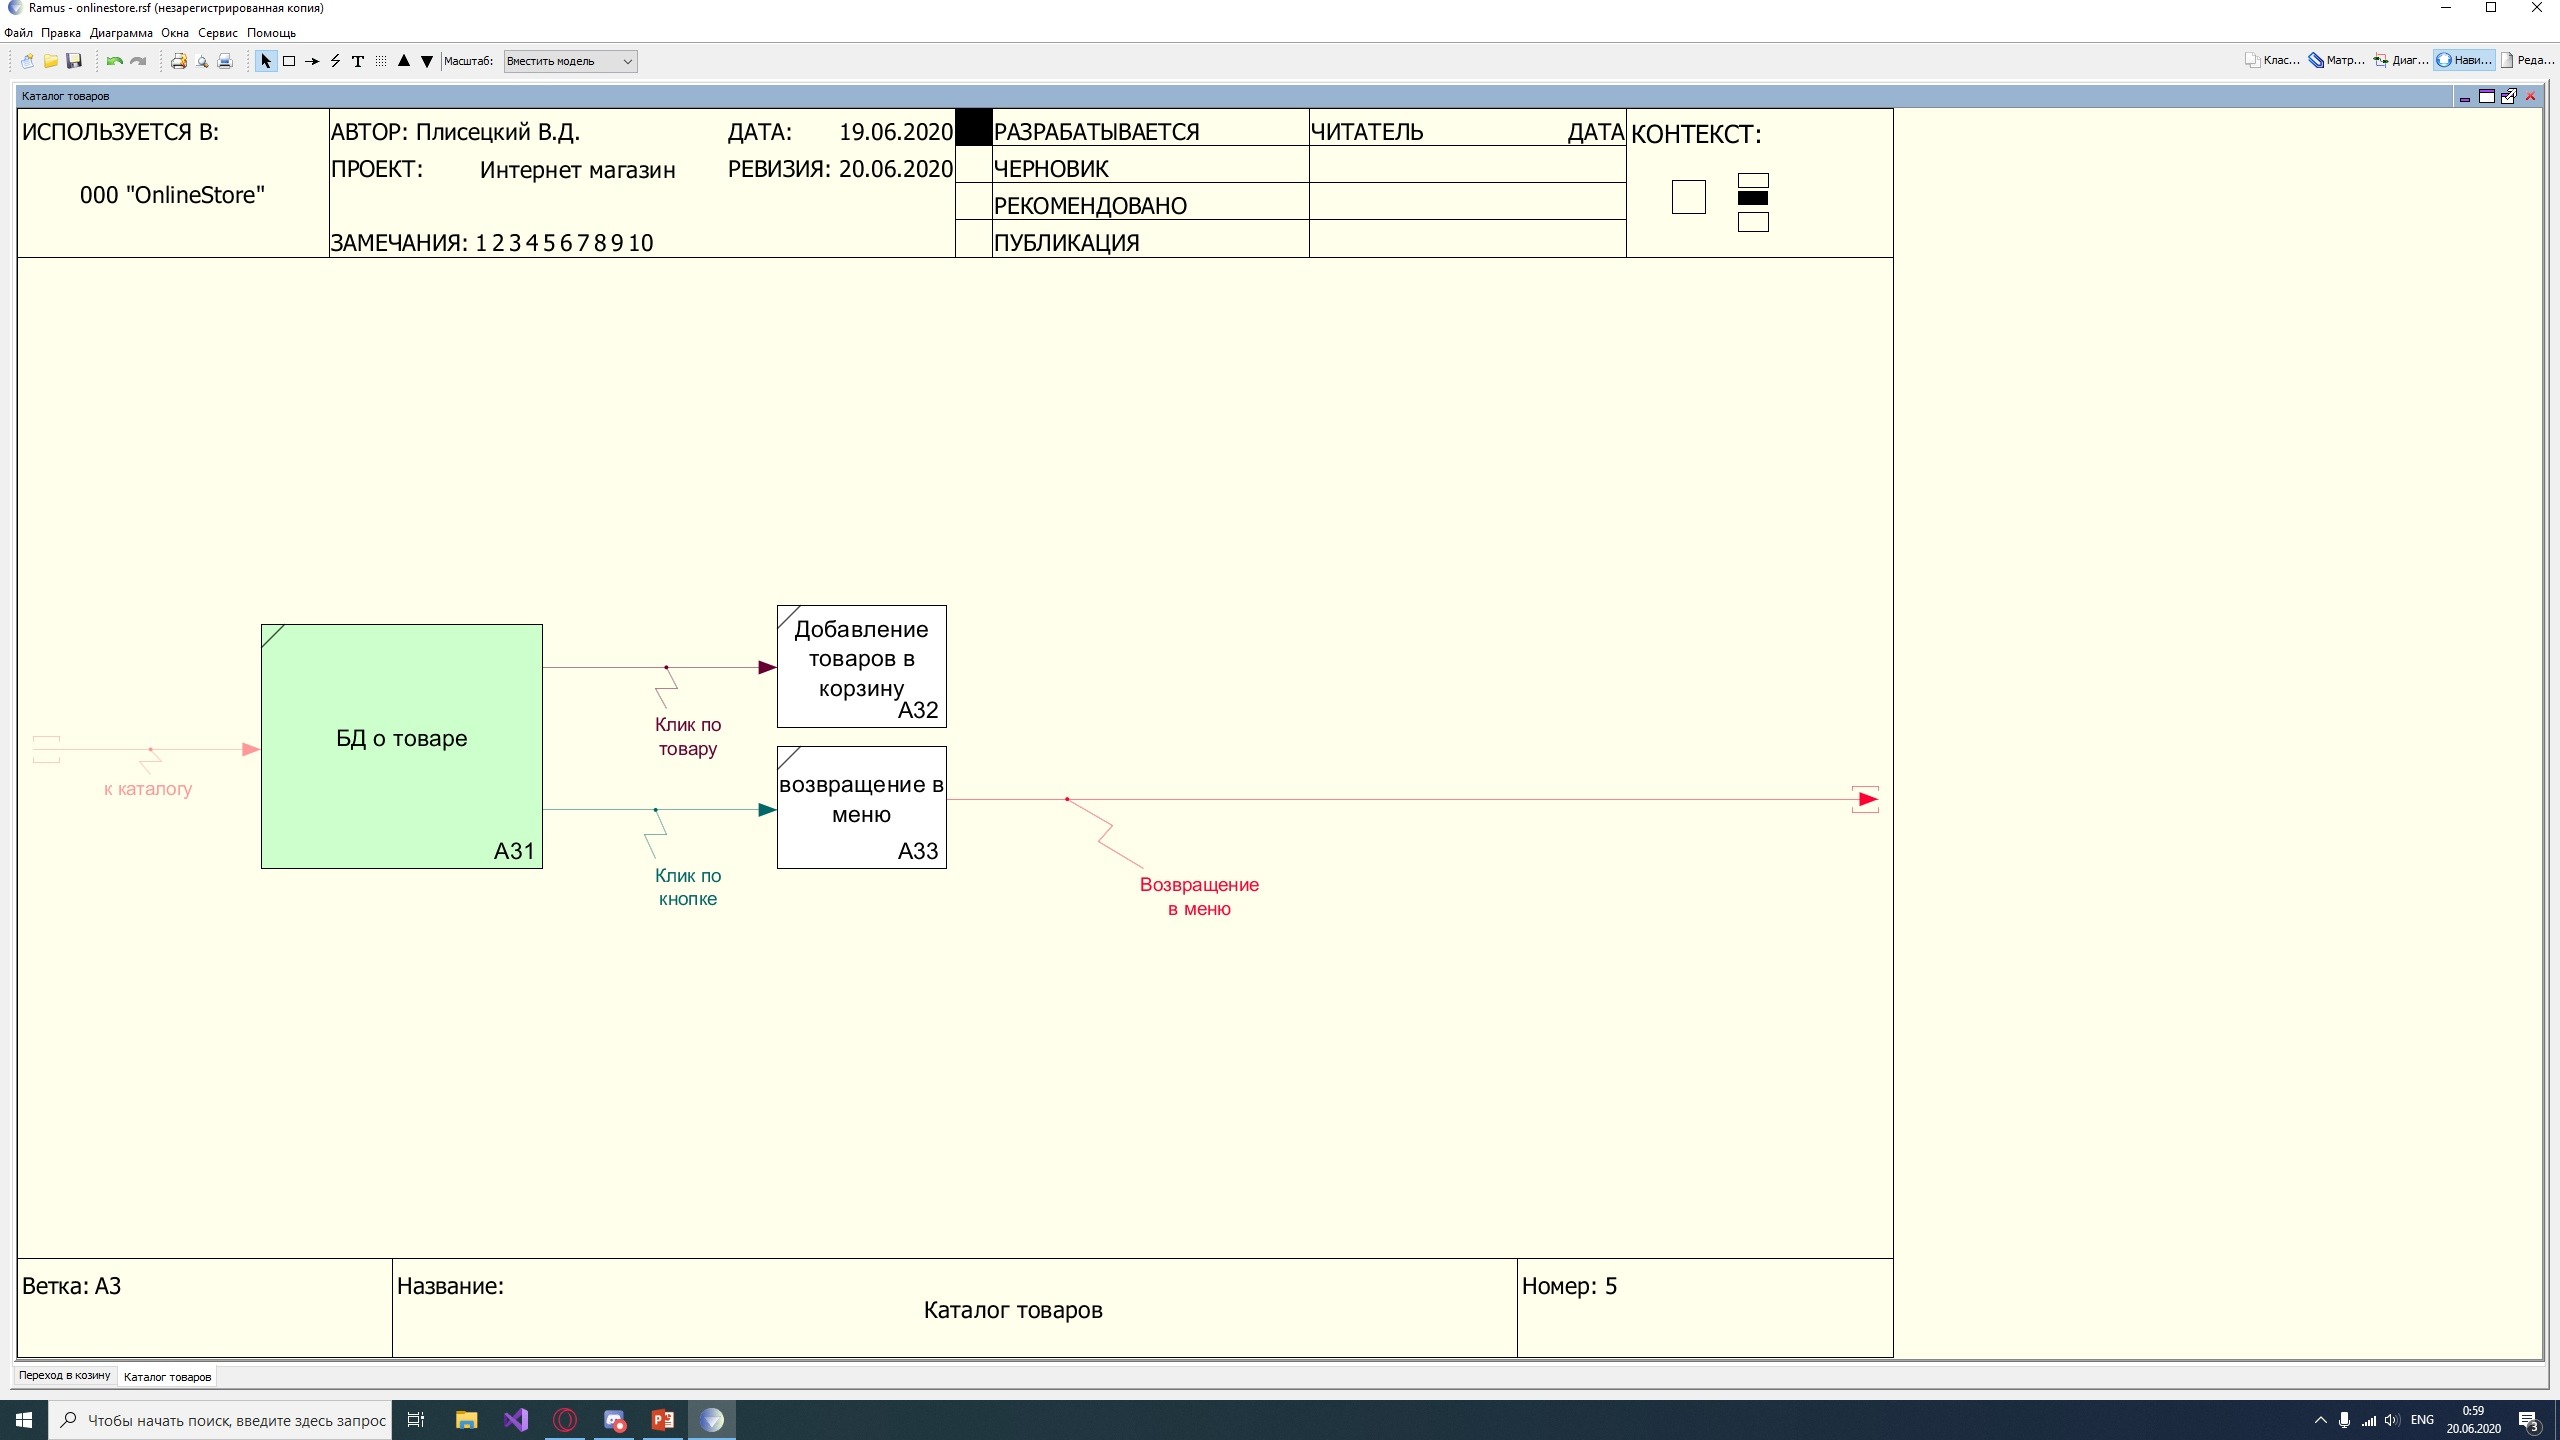 Ramus - onlinestore.rsf (незарегистрированная копия)
Файл Правка Диаграмма Окна Сервис Помощь
Масштаб: Вместить модель Клас... Матр... Диаг... Нави... Реда...
Каталог товаров
ИСПОЛЬЗУЕТСЯ В: АВТОР: Плисецкий В.Д. ДАТА: 19.06.2020 РАЗРАБАТЫВАЕТСЯ ЧИТАТЕЛЬ ДАТА КОНТЕКСТ:
ПРОЕКТ: Интернет магазин РЕВИЗИЯ: 20.06.2020 ЧЕРНОВИК
000 "OnlineStore" РЕКОМЕНДОВАНО
ЗАМЕЧАНИЯ: 1 2 3 4 5 6 7 8 9 10 ПУБЛИКАЦИЯ
к каталогу
БД о товаре
A31
Клик по
товару
Клик по
кнопке
Добавление
товаров в
корзину
A32
возвращение в
меню
A33
Возвращение
в меню
Ветка: A3 Название: Номер: 5
Каталог товаров
Переход в козину Каталог товаров
Чтобы начать поиск, введите здесь запрос
ENG
0:59
20.06.2020
3